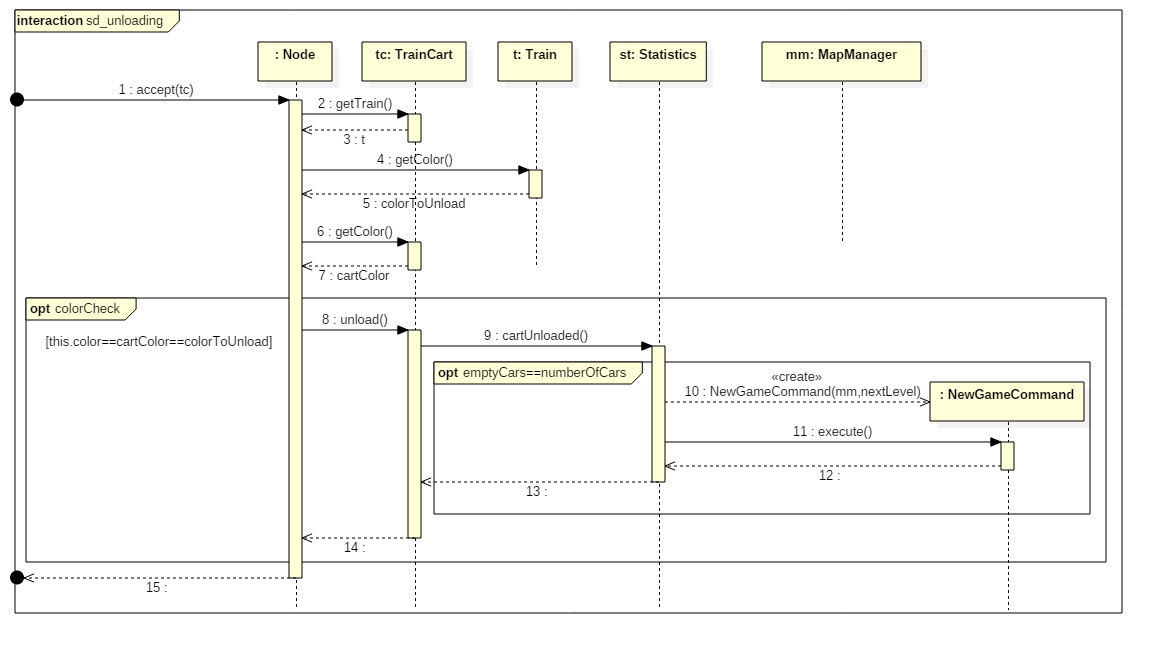 interaction sd_unloading
: Node
tc: TrainCart
t: Train
st: Statistics
mm: MapManager
1 : accept(tc)
2 : getTrain()
3 : t
4 : getColor()
5 : colorToUnload
6 : getColor()
7 : cartColor
opt colorCheck
[this.color==cartColor==colorToUnload]
8 : unload()
9 : cartUnloaded()
opt emptyCars==numberOfCars
«create»
10 : NewGameCommand(mm,nextLevel)
: NewGameCommand
11 : execute()
12 :
13 :
14 :
15 :